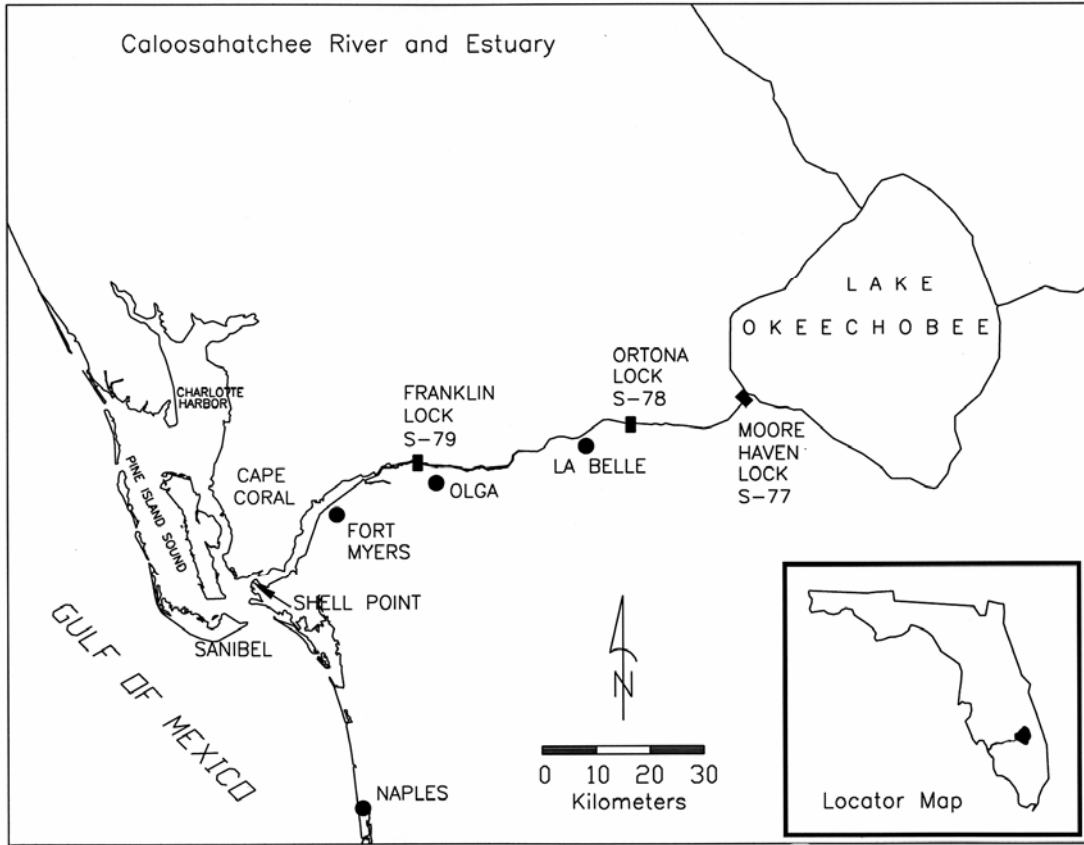 Caloosahatchee River and Estuary
LAKE
OKEECHOBEE
ORTONA
LOCK
S-78
FRANKLIN
LOCK
S-79
CHARLOTTE
HARBOR
MOORE
HAVEN
LOCK
S-77
LA BELLE
CAPE
CORAL
OLGA
PINE ISLAND SOUND
FORT
MYERS
SHELL POINT
SANIBEL
GULF OF MEXICO
N
0 10 20 30
Kilometers
NAPLES
Locator Map